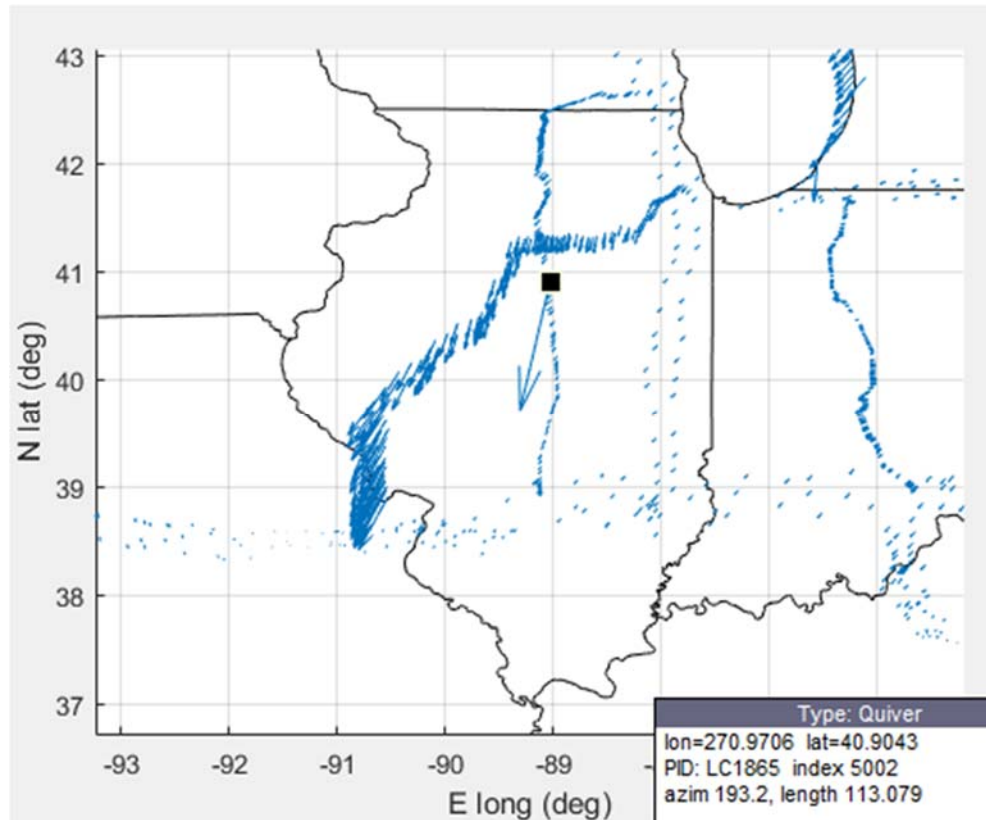 43
42
41
40
39
38
37
N lat (deg)
-93
-92
-91
-90
-89
E long (deg)
Type: Quiver
lon=270.9706 lat=40.9043
PID: LC1865 index 5002
azim 193.2, length 113.079